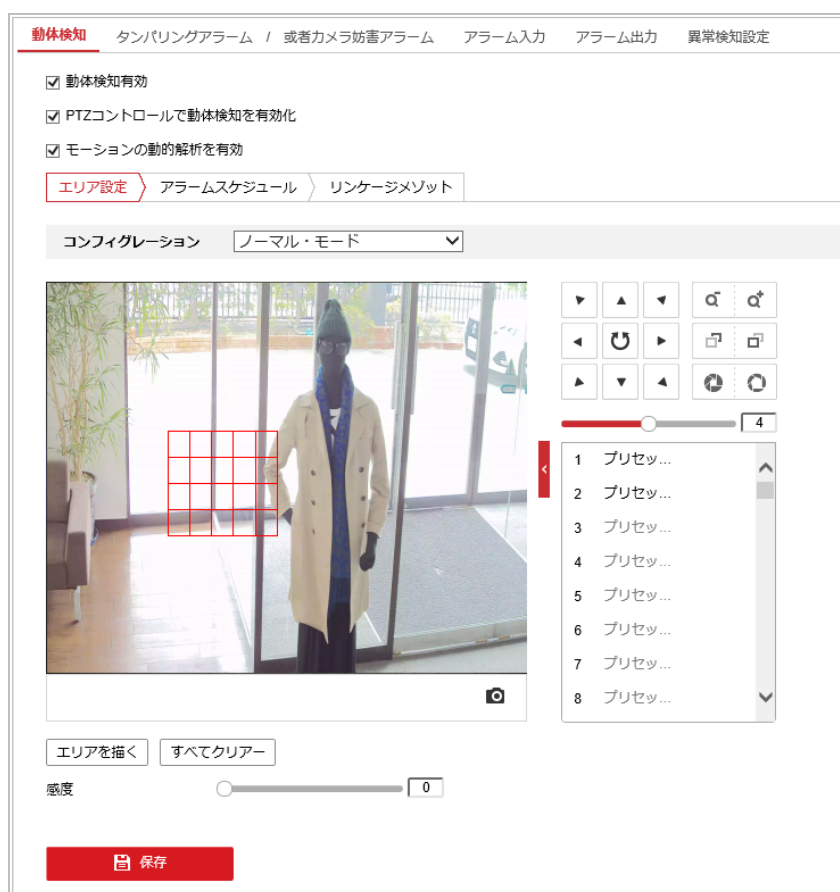 動体検知 タンパリングアラーム / 或者カメラ妨害アラーム アラーム入力 アラーム出力 異常検知設定
動体検知有効
PTZコントロールで動体検知を有効化
モーションの動的解析を有効
エリア設定 アラームスケジュール リンケージメゾット
コンフィグレーション ノーマル・モード
4
1 プリセッ...
2 プリセッ...
3 プリセッ...
4 プリセッ...
5 プリセッ...
6 プリセッ...
7 プリセッ...
8 プリセッ...
エリアを描く すべてクリアー
感度 0
保存